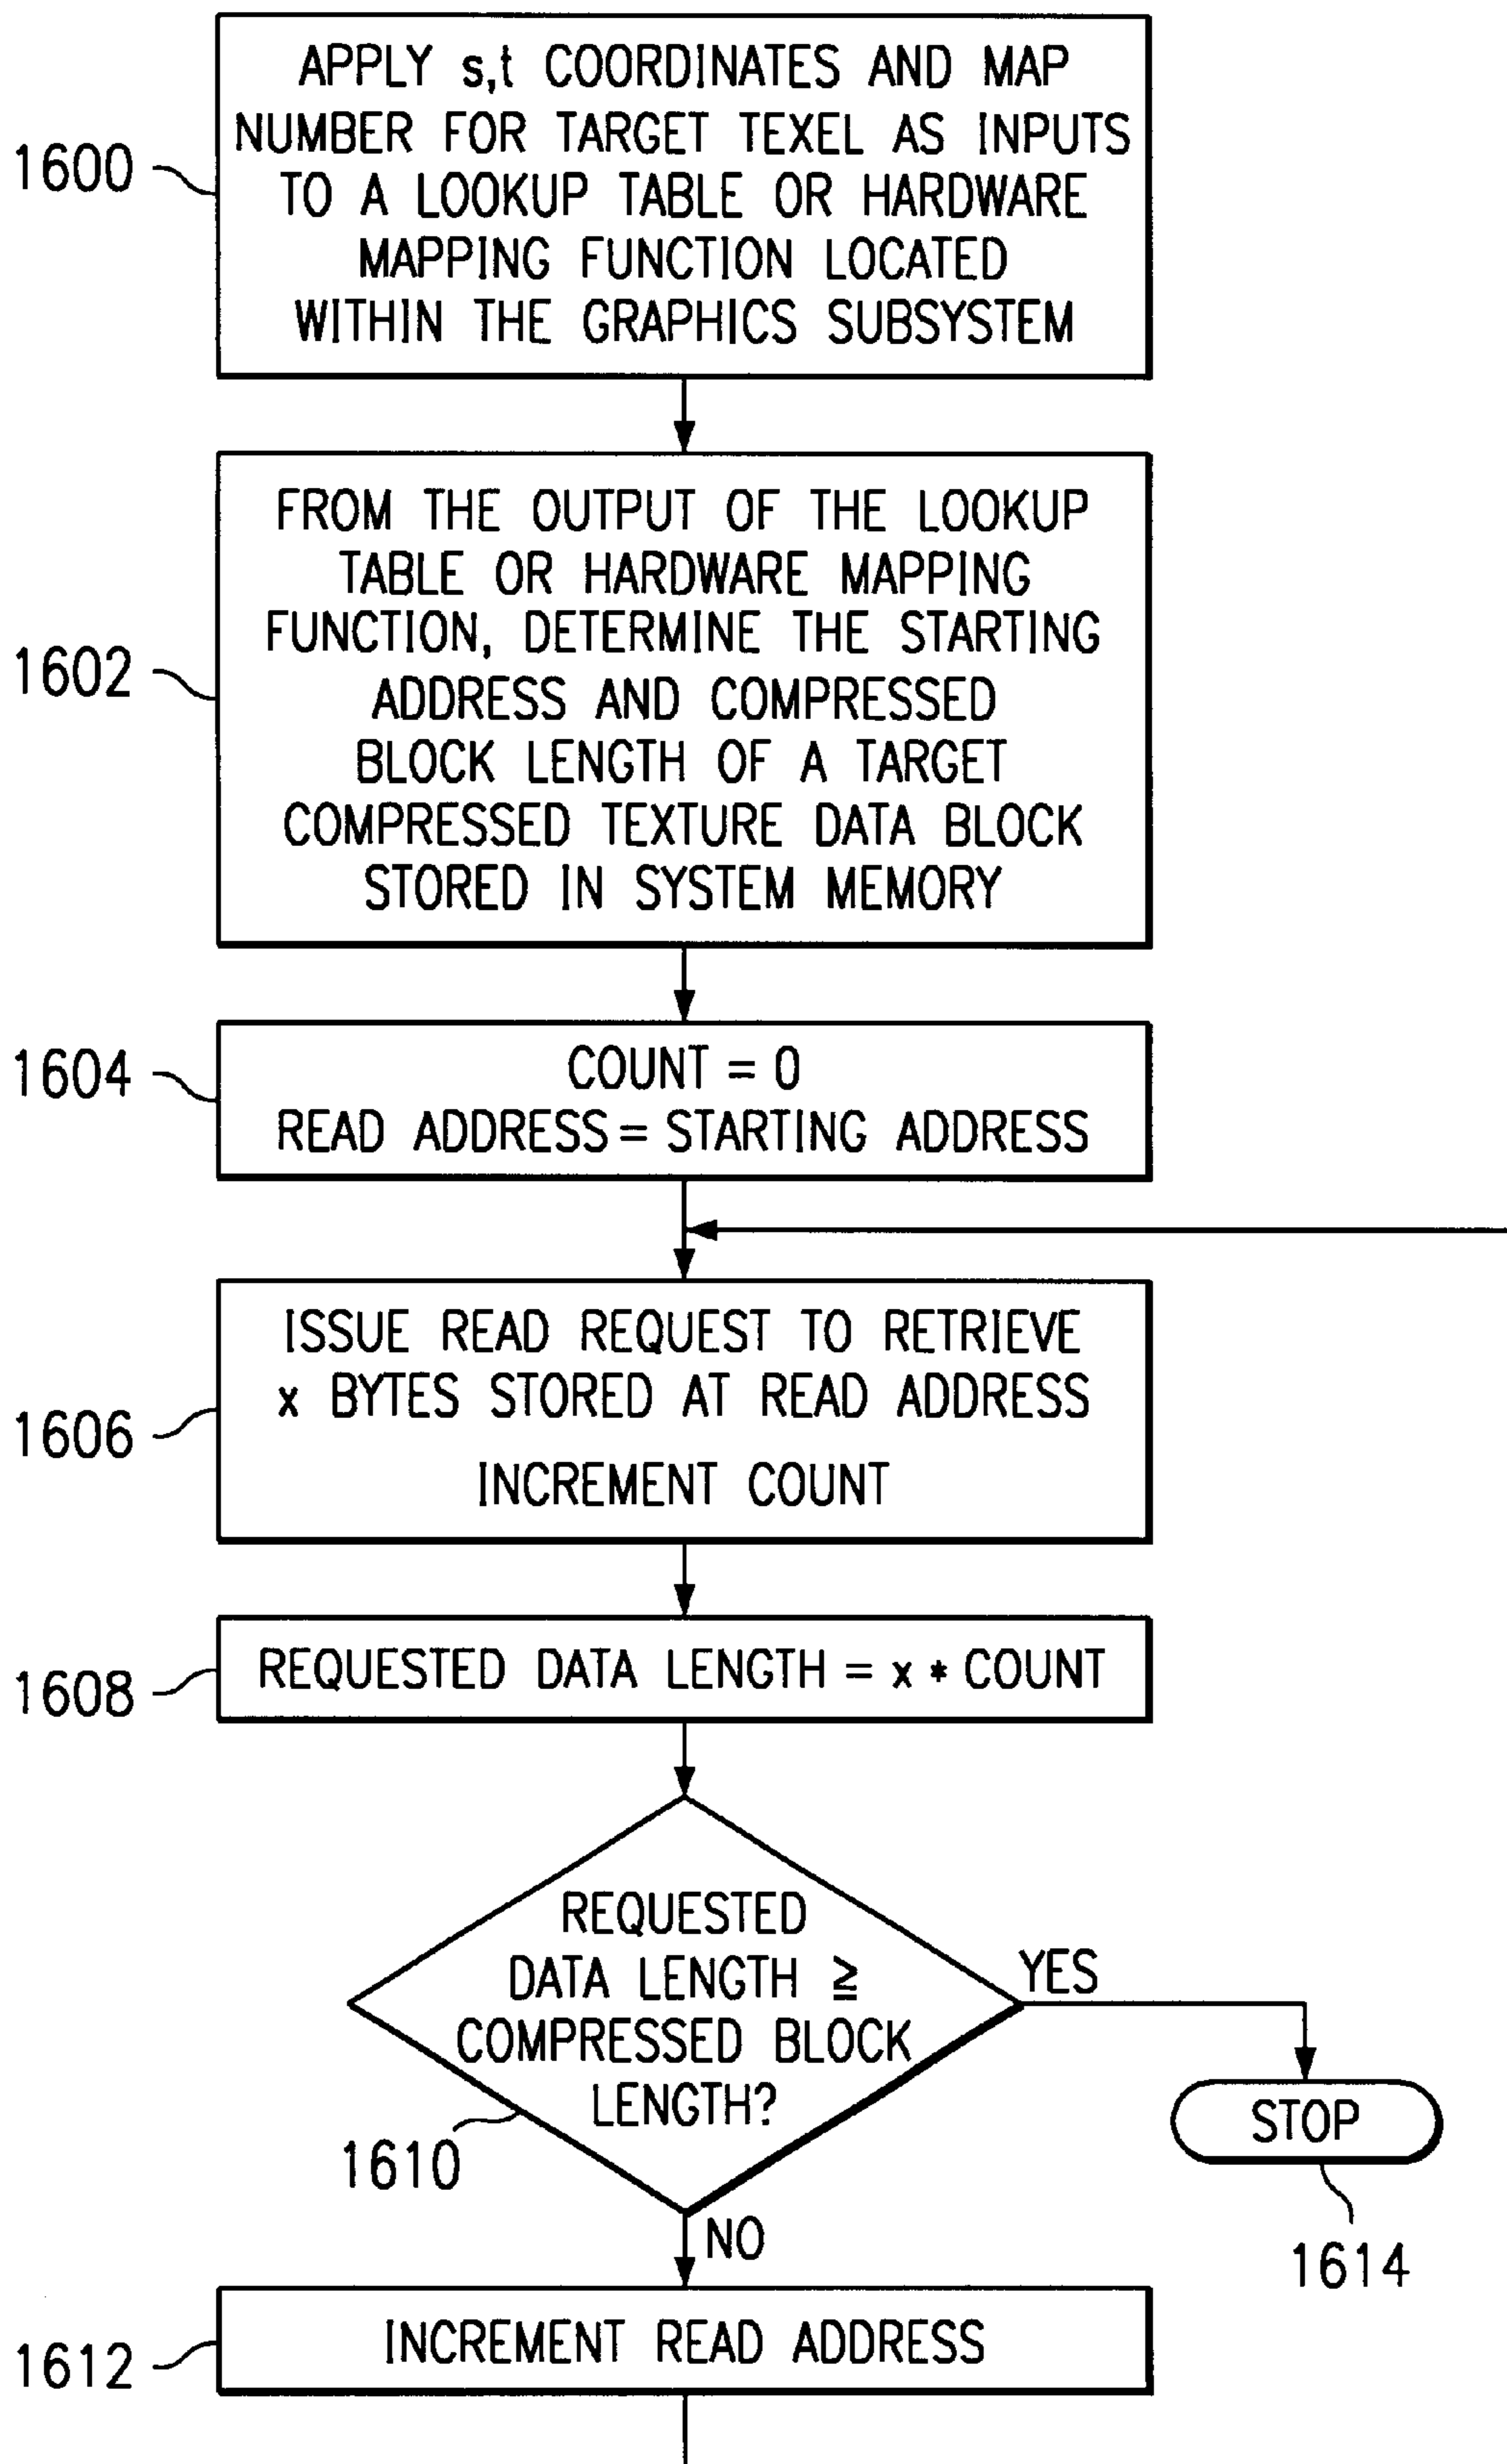 APPLY s,t COORDINATES AND MAP
NUMBER FOR TARGET TEXEL AS INPUTS
TO A LOOKUP TABLE OR HARDWARE
MAPPING FUNCTION LOCATED
WITHIN THE GRAPHICS SUBSYSTEM
1600
FROM THE OUTPUT OF THE LOOKUP
TABLE OR HARDWARE MAPPING
FUNCTION, DETERMINE THE STARTING
ADDRESS AND COMPRESSED
BLOCK LENGTH OF A TARGET
COMPRESSED TEXTURE DATA BLOCK
STORED IN SYSTEM MEMORY
1602
COUNT = 0
READ ADDRESS = STARTING ADDRESS
1604
ISSUE READ REQUEST TO RETRIEVE
x BYTES STORED AT READ ADDRESS
INCREMENT COUNT
1606
REQUESTED DATA LENGTH = x * COUNT
1608
REQUESTED
DATA LENGTH ≧
COMPRESSED BLOCK
LENGTH?
1610
YES
STOP
1614
NO
INCREMENT READ ADDRESS
1612